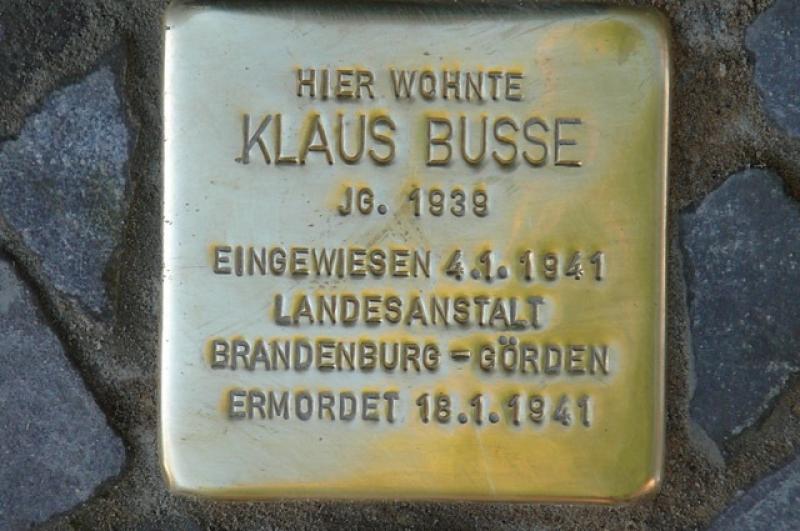 HIER WOHNTE
KLAUS BUSSE
JG. 1939
EINGEWIESEN 4.1.1941
LANDESANSTALT
BRANDENBURG – GÖRDEN
ERMORDET 18.1.1941